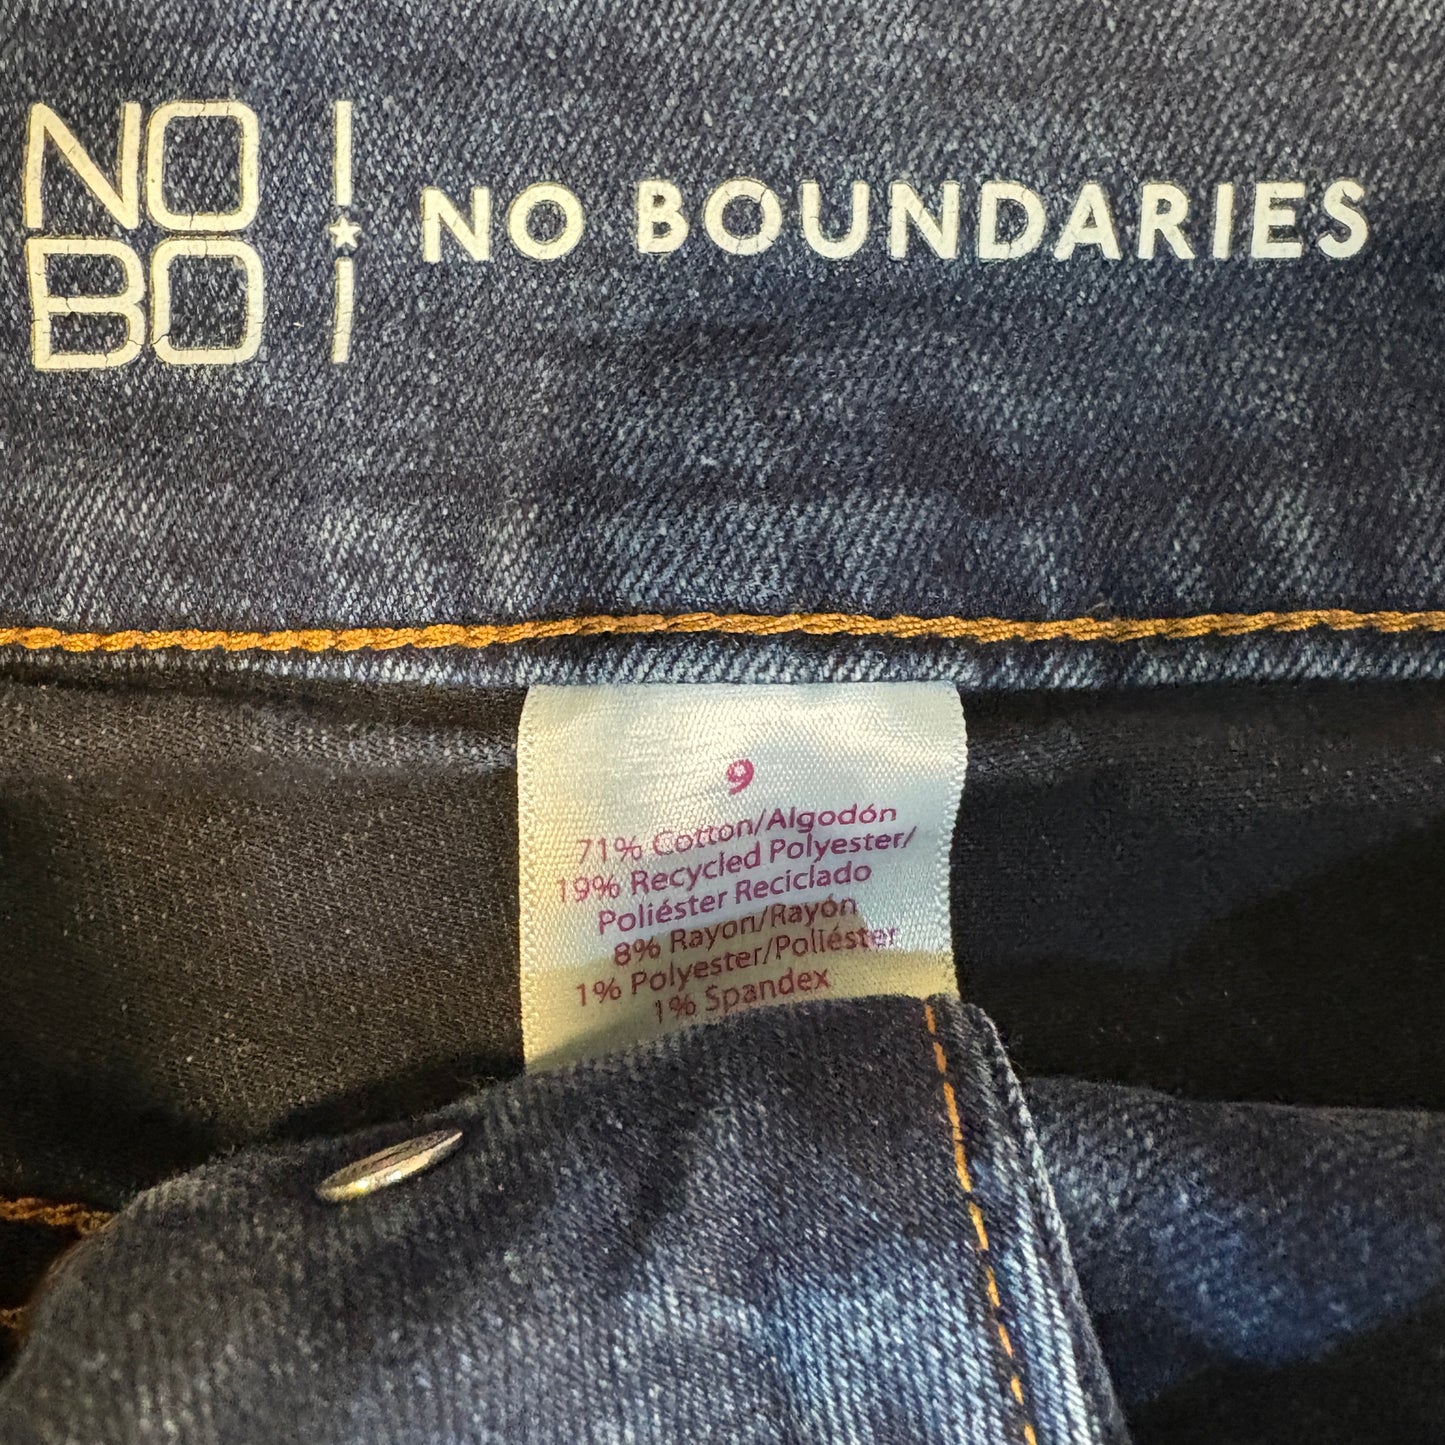 NO
BO
NO BOUNDARIES
9
71% Cotton/Algodón
19% Recycled Polyester/
Poliéster Reciclado
8% Rayon/Rayón
1% Polyester/Poliéster
1% Spandex